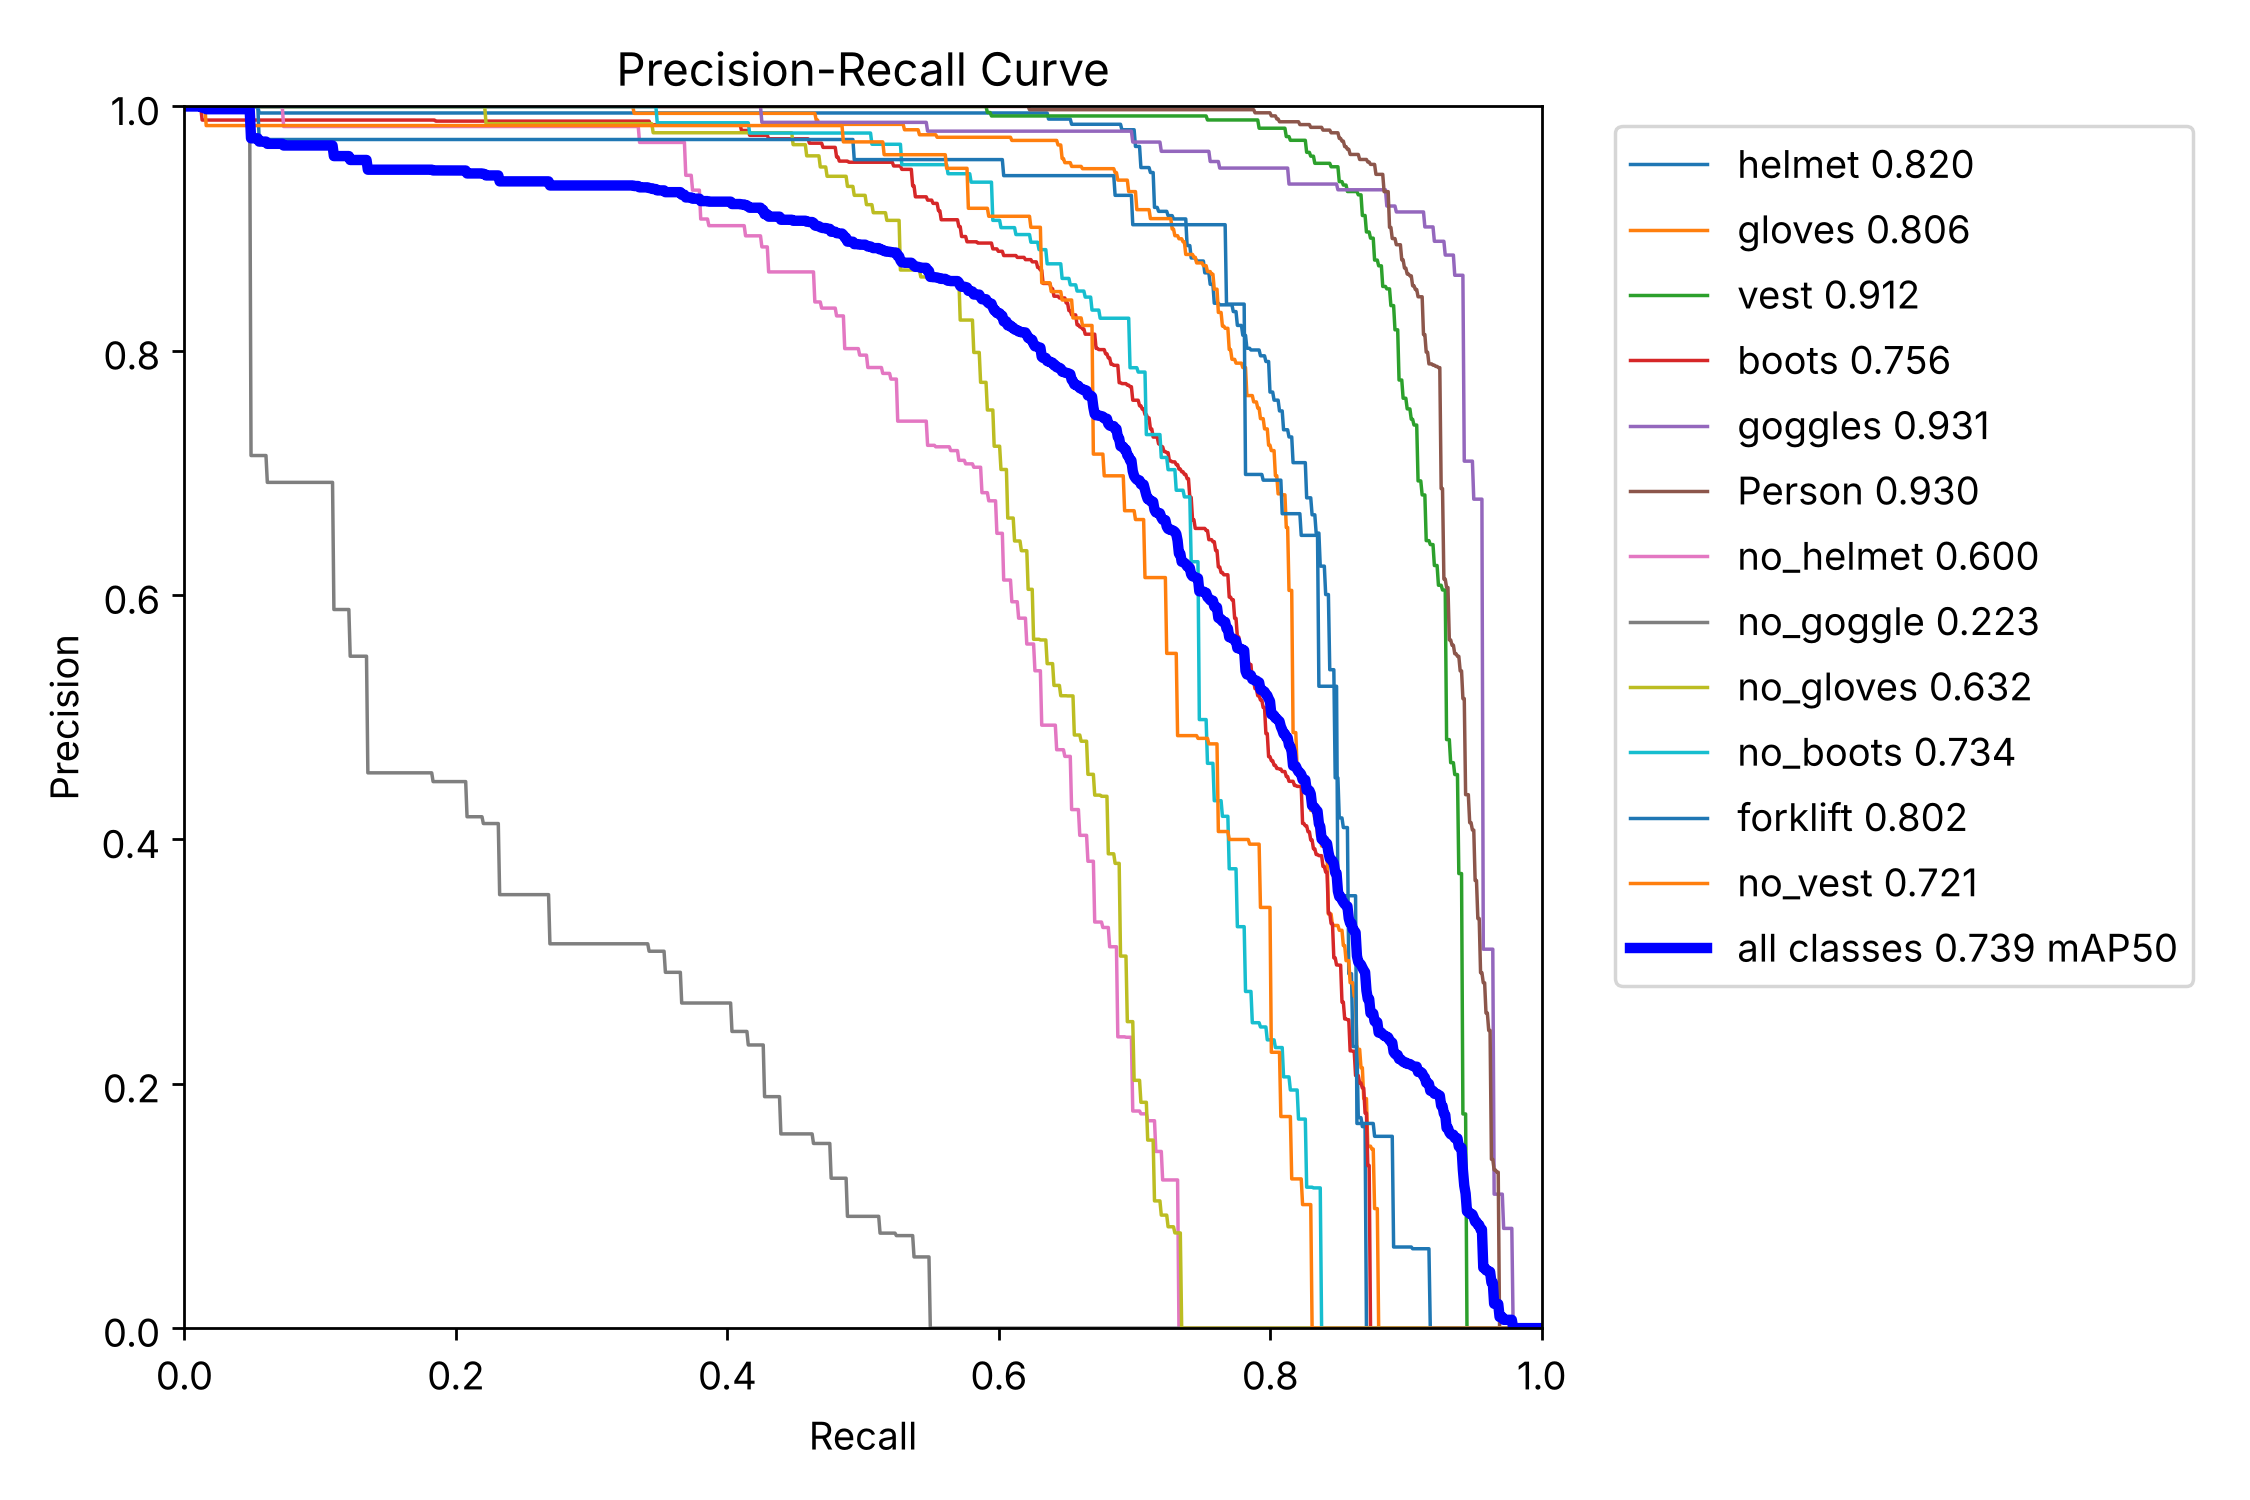 Precision-Recall Curve
1.0
0.8
0.6
0.4
0.2
0.0
Precision
0.0 0.2 0.4 0.6 0.8 1.0
Recall
helmet 0.820
gloves 0.806
vest 0.912
boots 0.756
goggles 0.931
Person 0.930
no_helmet 0.600
no_goggle 0.223
no_gloves 0.632
no_boots 0.734
forklift 0.802
no_vest 0.721
all classes 0.739 mAP50